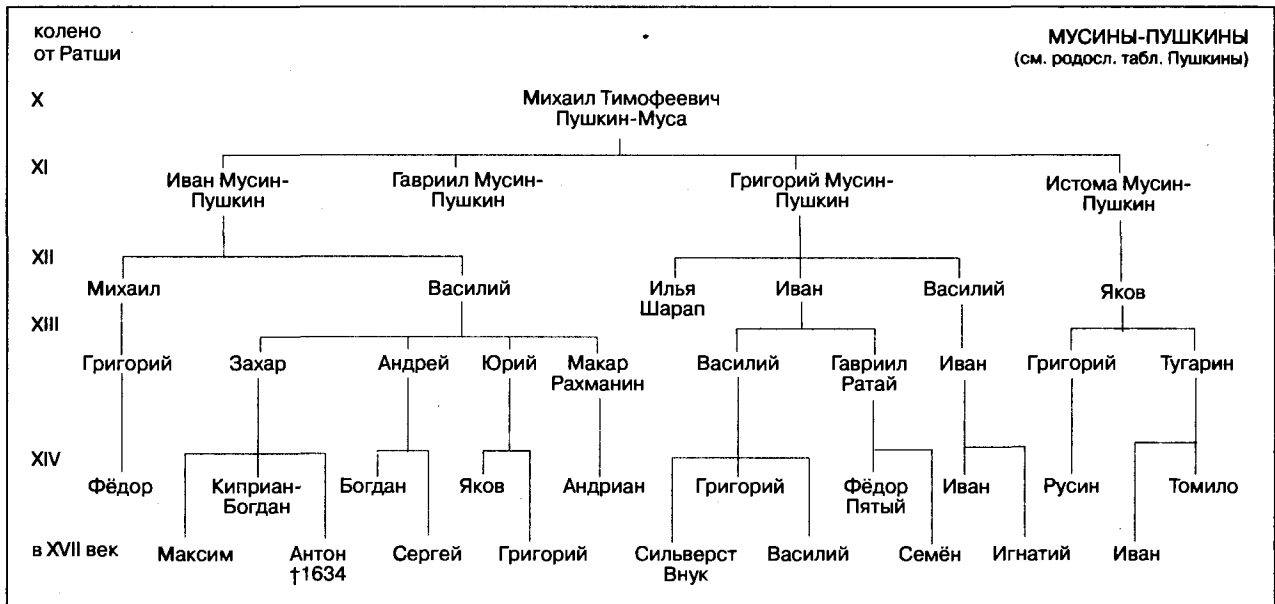 колено
от Ратши
МУСИНЫ-ПУШКИНЫ
(см. родосл. табл. Пушкины)
X
Михаил Тимофеевич
Пушкин-Муса
XI
Иван Мусин-
Пушкин
Гавриил Мусин-
Пушкин
Григорий Мусин-
Пушкин
Истома Мусин-
Пушкин
XII
Михаил
Василий
Илья
Шарап
Иван
Василий
Яков
XIII
Григорий
Захар
Андрей
Юрий
Макар
Рахманин
Василий
Гавриил
Ратай
Иван
Григорий
Тугарин
XIV
Фёдор
Киприан-
Богдан
Богдан
Яков
Андриан
Григорий
Фёдор
Пятый
Иван
Русин
Томило
в XVII век
Максим
Антон
†1634
Сергей
Григорий
Сильверст
Внук
Василий
Семён
Игнатий
Иван